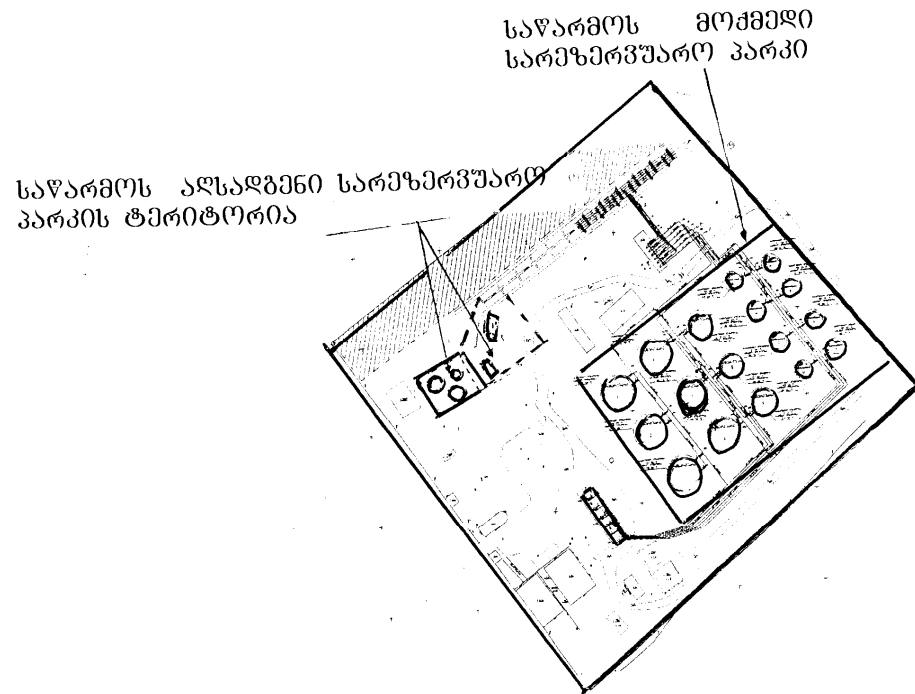 საწარმოს მოქმედი
სარეზერვუარო პარკი
საწარმოს აღსადგენი სარეზერვუარო
პარკის ტერიტორია